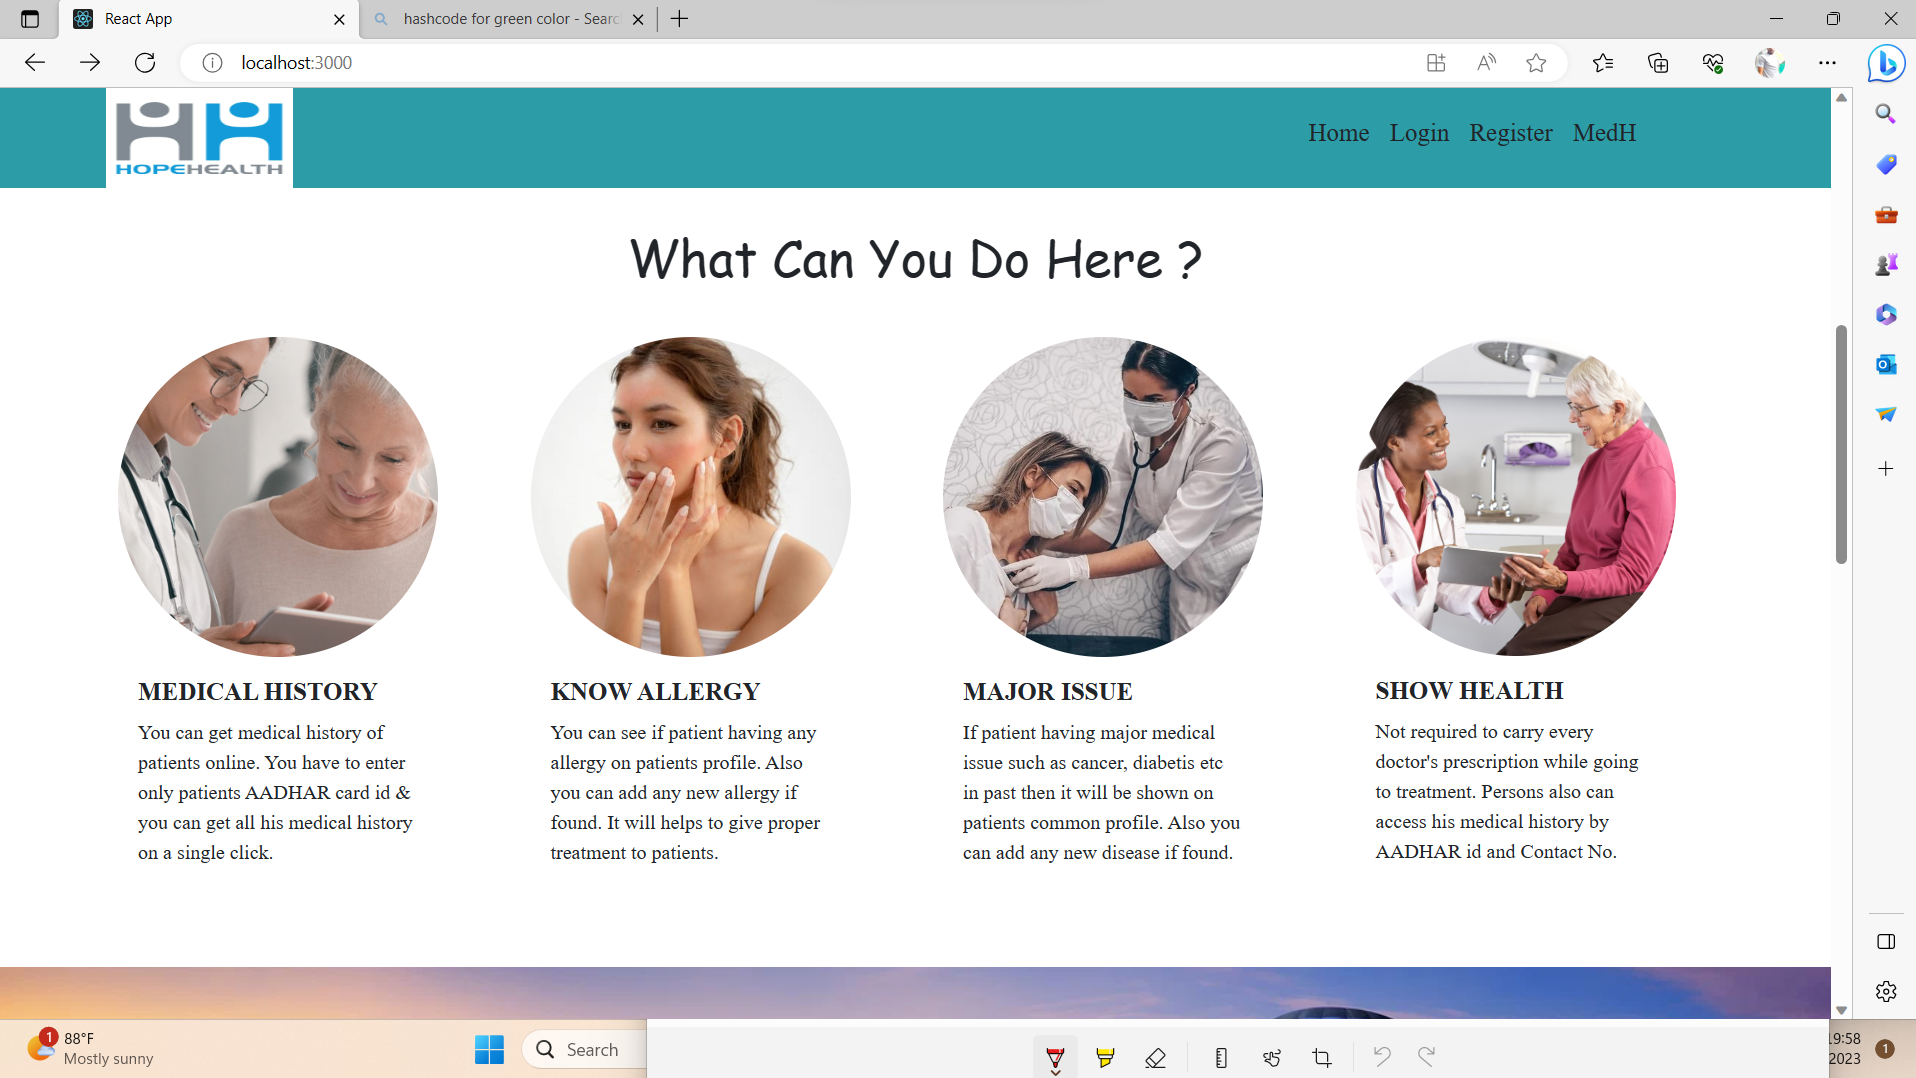 React App
hashcode for green color - Searc
localhost:3000
HOPEHEALTH
Home Login Register MedH
What Can You Do Here ?
MEDICAL HISTORY
You can get medical history of
patients online. You have to enter
only patients AADHAR card id &
you can get all his medical history
on a single click.
KNOW ALLERGY
You can see if patient having any
allergy on patients profile. Also
you can add any new allergy if
found. It will helps to give proper
treatment to patients.
MAJOR ISSUE
If patient having major medical
issue such as cancer, diabetis etc
in past then it will be shown on
patients common profile. Also you
can add any new disease if found.
SHOW HEALTH
Not required to carry every
doctor's prescription while going
to treatment. Persons also can
access his medical history by
AADHAR id and Contact No.
1
88°F
Mostly sunny
Search
19:58
2023
1